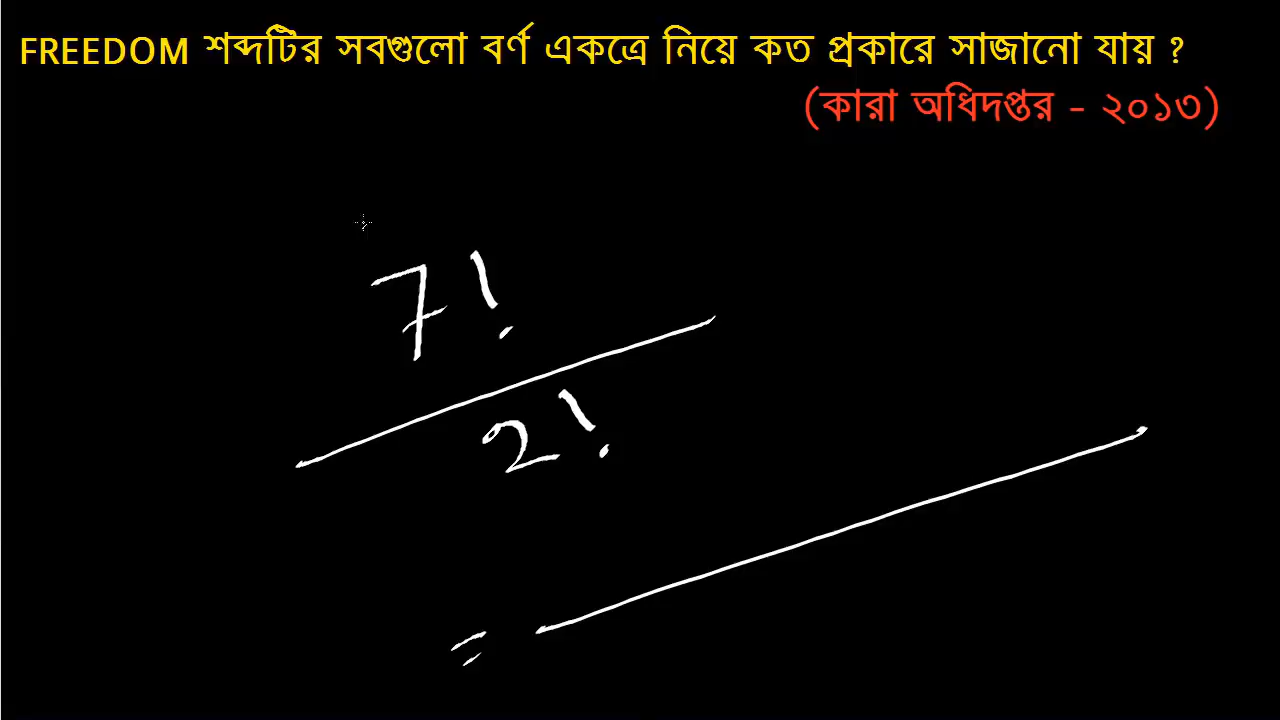 FREEDOM শব্দটির সবগুলো বর্ণ একত্রে নিয়ে কত প্রকারে সাজানো যায় ?
(কারা অধিদপ্তর - ২০১৩)
7!
2!
=